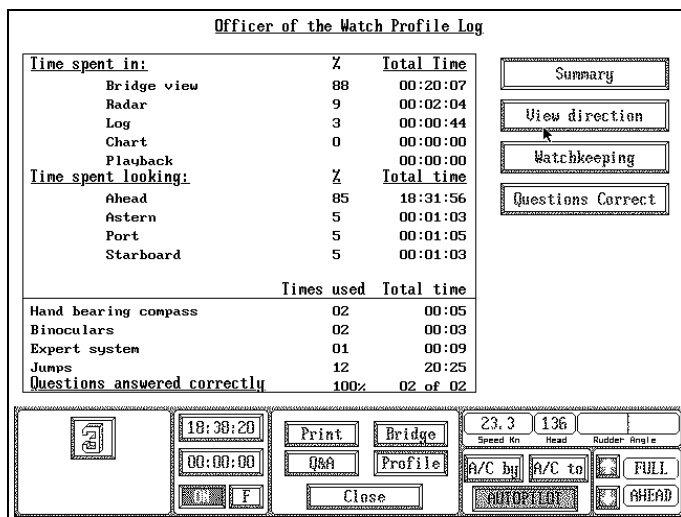 Officer of the Watch Profile Log
Time spent in: % Total Time
Bridge view 88 00:20:07
Radar 9 00:02:04
Log 3 00:00:44
Chart 0 00:00:00
Playback 00:00:00
Time spent looking: % Total time
Ahead 85 18:31:56
Astern 5 00:01:03
Port 5 00:01:05
Starboard 5 00:01:03
Times used Total time
Hand bearing compass 02 00:05
Binoculars 02 00:03
Expert system 01 00:09
Jumps 12 20:25
Questions answered correctly 100% 02 of 02
Summary
View direction
Watchkeeping
Questions Correct
a
18:38:20
00:00:00
ON F
Print Bridge
Q&A Profile
Close
23.3 136
Speed Kn Head Rudder Angle
A/C by A/C to FULL
AUTOPILOT AHEAD